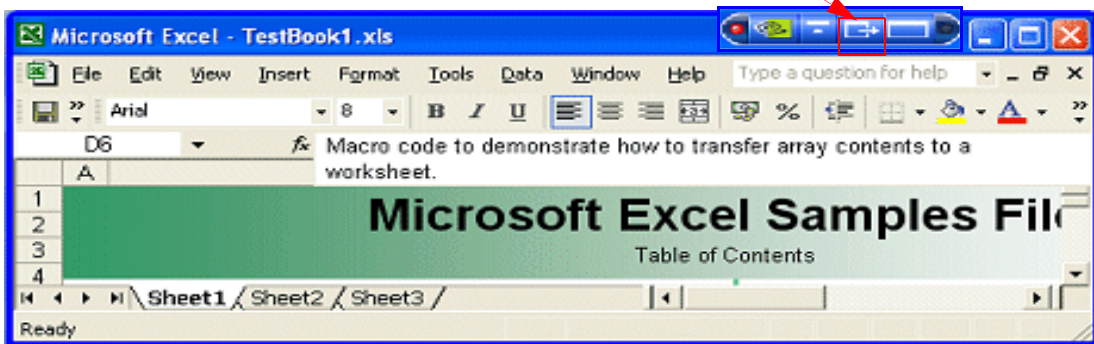 Microsoft Excel - TestBook1.xls
File Edit View Insert Format Tools Data Window Help Type a question for help
Arial 8 B I U %
D6 fx Macro code to demonstrate how to transfer array contents to a
worksheet.
A
1
Microsoft Excel Samples File
2
3 Table of Contents
4
Sheet1 Sheet2 Sheet3
Ready